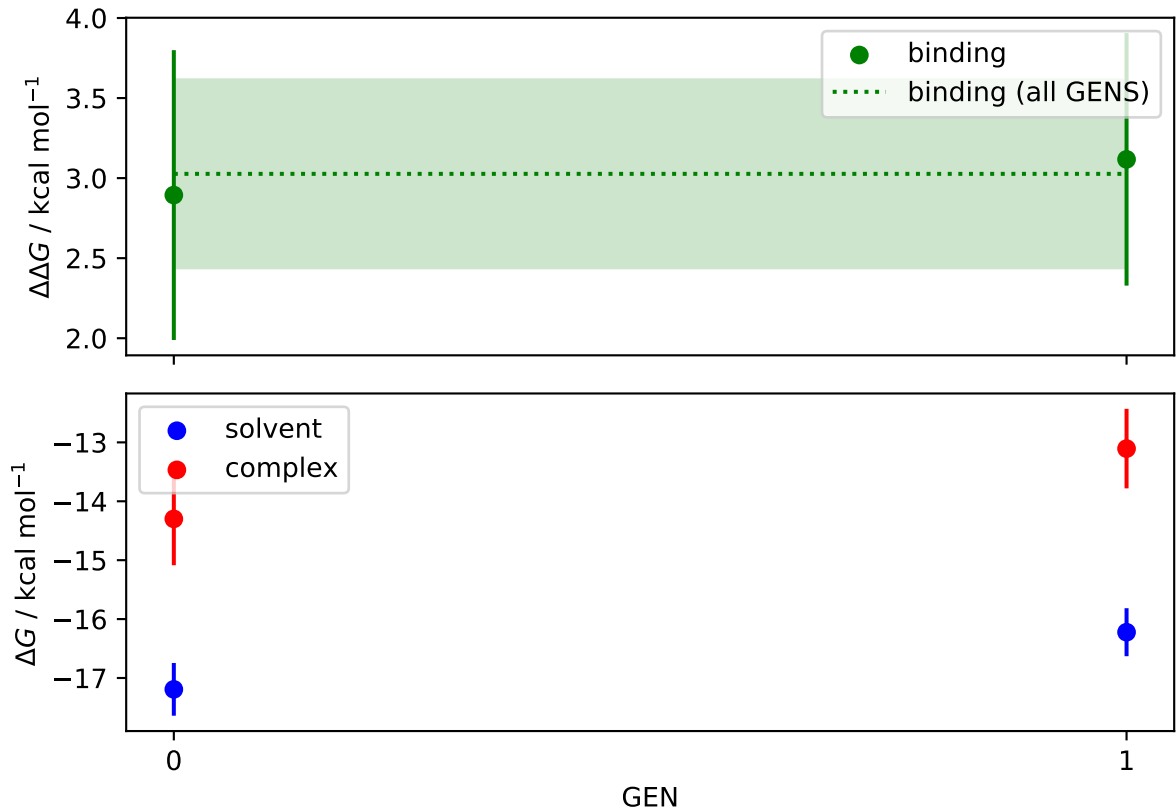 4.0
3.5
3.0
2.5
2.0
ΔΔG / kcal mol⁻¹
binding
binding (all GENS)
−13
−14
−15
−16
−17
ΔG / kcal mol⁻¹
solvent
complex
0
1
GEN